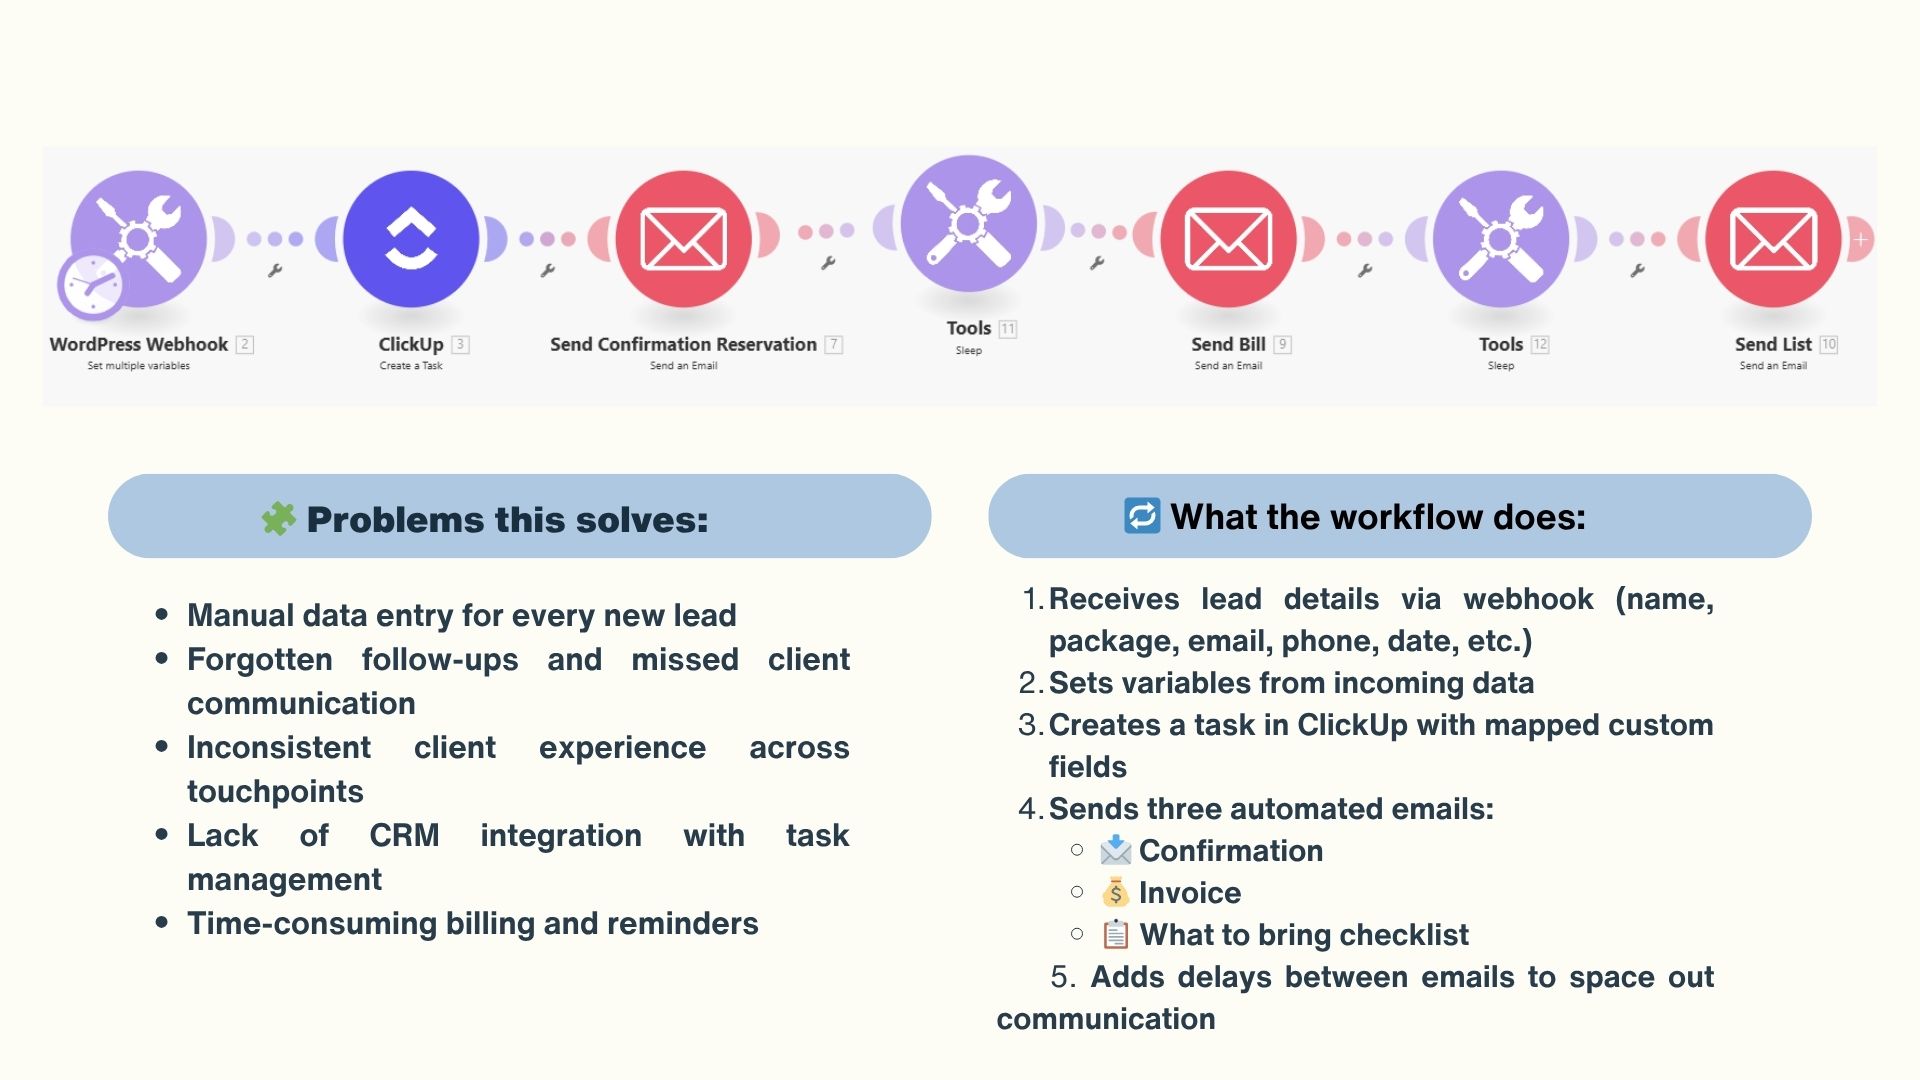 WordPress Webhook 2
Set multiple variables
ClickUp 3
Create a Task
Send Confirmation Reservation 7
Send an Email
Tools 11
Sleep
Send Bill 9
Send an Email
Tools 12
Sleep
Send List 10
Send an Email
🧩 Problems this solves:
• Manual data entry for every new lead
• Forgotten follow-ups and missed client
communication
• Inconsistent client experience across
touchpoints
• Lack of CRM integration with task
management
• Time-consuming billing and reminders
🔁 What the workflow does:
1. Receives lead details via webhook (name,
package, email, phone, date, etc.)
2. Sets variables from incoming data
3. Creates a task in ClickUp with mapped custom
fields
4. Sends three automated emails:
○ 📩 Confirmation
○ 💰 Invoice
○ 📋 What to bring checklist
5. Adds delays between emails to space out
communication